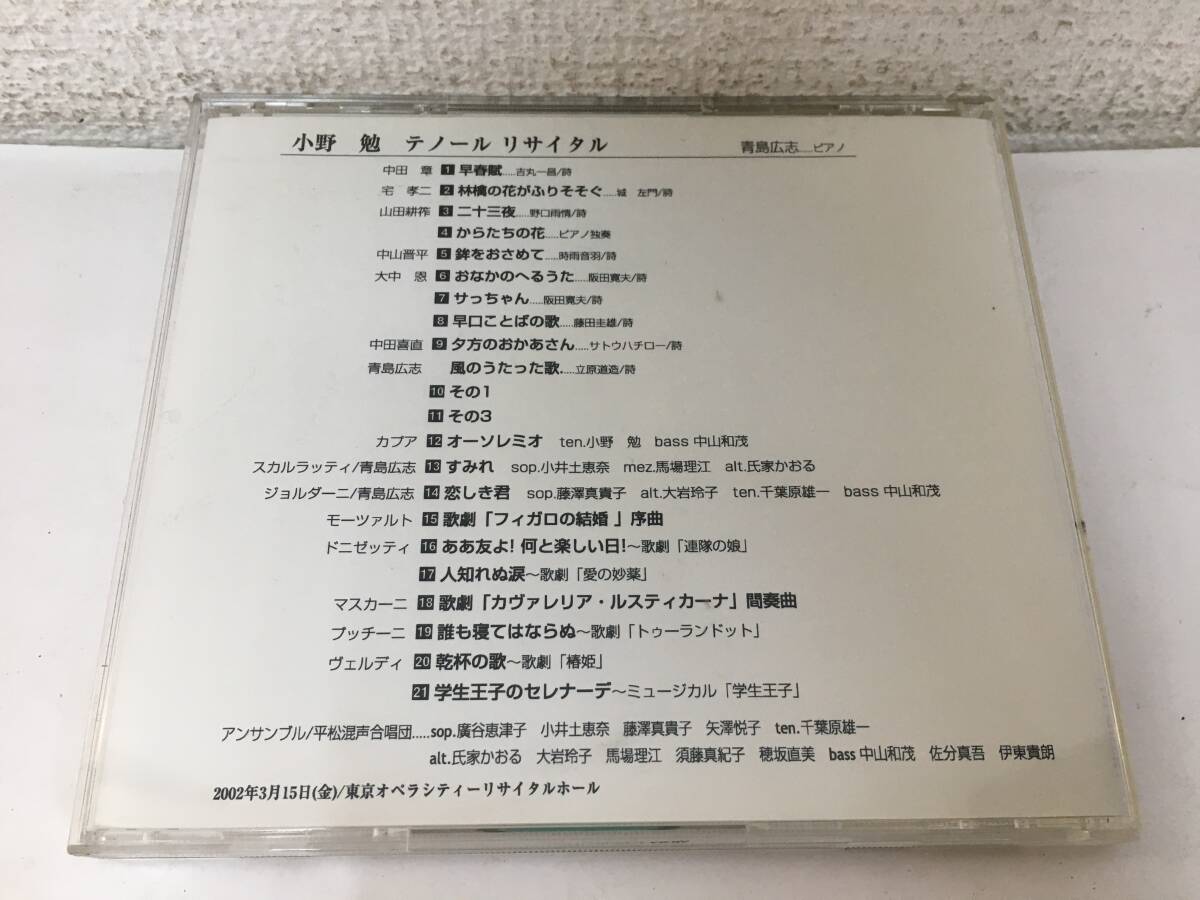 小野 勉 テノール リサイタル 青島広志.....ピアノ
中田 章 1 早春賦.....吉丸一昌/詩
宅 孝二 2 林檎の花がふりそそぐ.....城 左門/詩
山田耕筰 3 二十三夜.....野口雨情/詩
4 からたちの花.....ピアノ独奏
中山晋平 5 鉾をおさめて.....時雨音羽/詩
大中 恩 6 おなかのへるうた.....阪田寛夫/詩
7 サっちゃん.....阪田寛夫/詩
8 早口ことばの歌.....藤田圭雄/詩
中田喜直 9 夕方のおかあさん.....サトウハチロー/詩
青島広志 風のうたった歌.....立原道造/詩
10 その1
11 その3
カプア 12 オーソレミオ ten.小野 勉 bass 中山和茂
スカルラッティ/青島広志 13 すみれ sop.小井土恵奈 mez.馬場理江 alt.氏家かおる
ジョルダーニ/青島広志 14 恋しき君 sop.藤澤真貴子 alt.大岩玲子 ten.千葉原雄一 bass 中山和茂
モーツァルト 15 歌劇「フィガロの結婚 」序曲
ドニゼッティ 16 ああ友よ! 何と楽しい日!～歌劇「連隊の娘」
17 人知れぬ涙～歌劇「愛の妙薬」
マスカーニ 18 歌劇「カヴァレリア・ルスティカーナ」間奏曲
プッチーニ 19 誰も寝てはならぬ～歌劇「トゥーランドット」
ヴェルディ 20 乾杯の歌～歌劇「椿姫」
21 学生王子のセレナーデ～ミュージカル「学生王子」
アンサンブル/平松混声合唱団.....sop.廣谷恵津子 小井土恵奈 藤澤真貴子 矢澤悦子 ten.千葉原雄一
alt.氏家かおる 大岩玲子 馬場理江 須藤真紀子 穂坂直美 bass 中山和茂 佐分真吾 伊東貴朗
2002年3月15日(金)/東京オペラシティーリサイタルホール